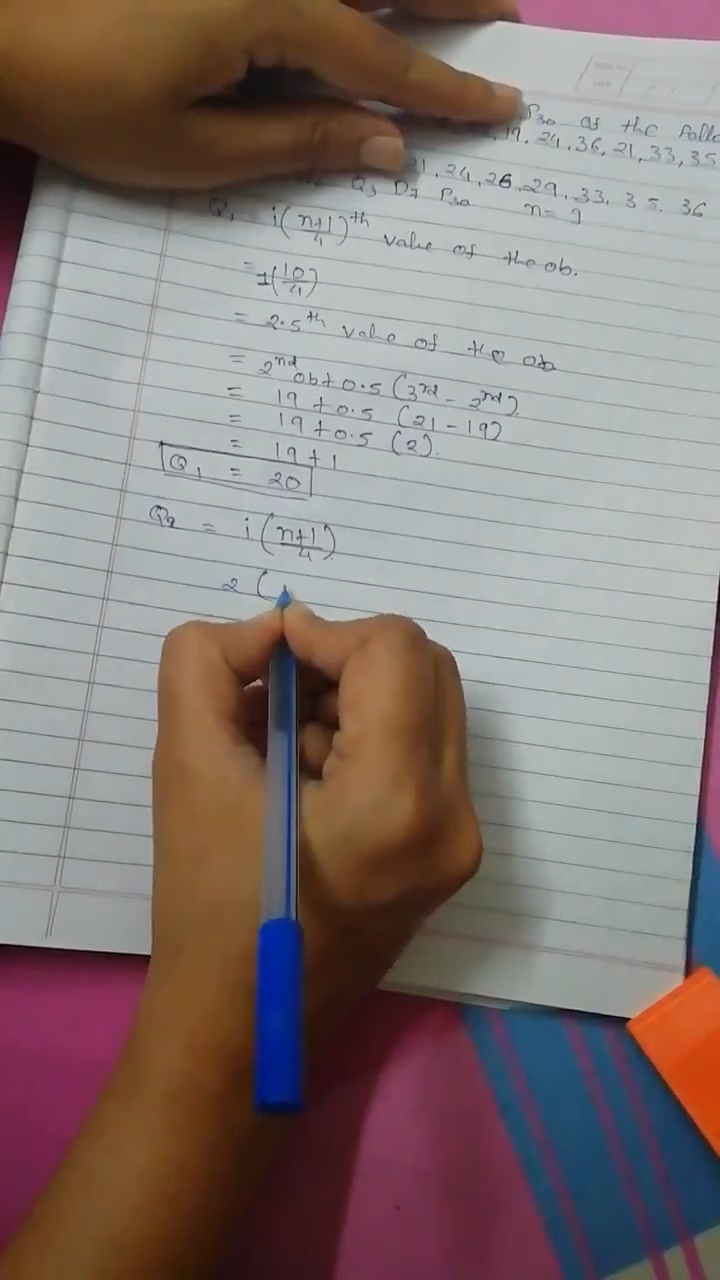 P30 of the follo
19, 24, 36, 21, 33, 35
21, 24, 26, 29, 33, 35, 36
Q3 D7 P30 n = 9
Q1 i(n+1/4)th value of the ob.
= 1(10/4)
= 2.5th value of the ob
= 2nd ob + 0.5 (3rd - 2nd)
= 19 + 0.5 (21 - 19)
= 19 + 0.5 (2).
= 19 + 1
Q1 = 20
Q2 = i(n+1/4)
2 (